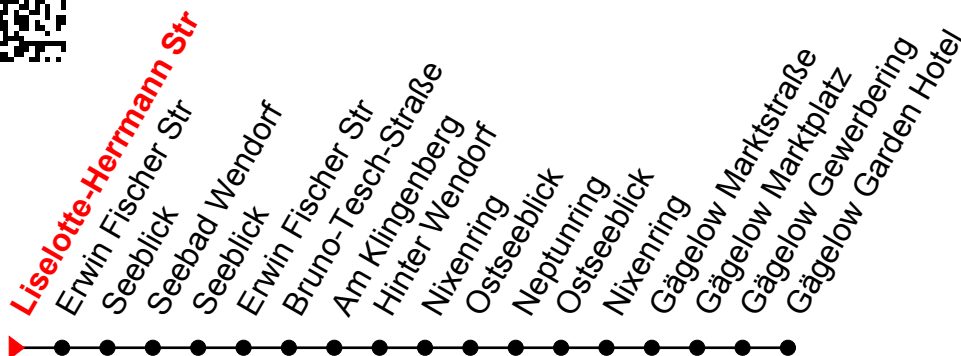 Liselotte-Herrmann Str
Erwin Fischer Str
Seeblick
Seebad Wendorf
Seeblick
Erwin Fischer Str
Bruno-Tesch-Straße
Am Klingenberg
Hinter Wendorf
Nixenring
Ostseeblick
Neptunring
Ostseeblick
Nixenring
Gägelow Marktstraße
Gägelow Marktplatz
Gägelow Gewerbering
Gägelow Garden Hotel